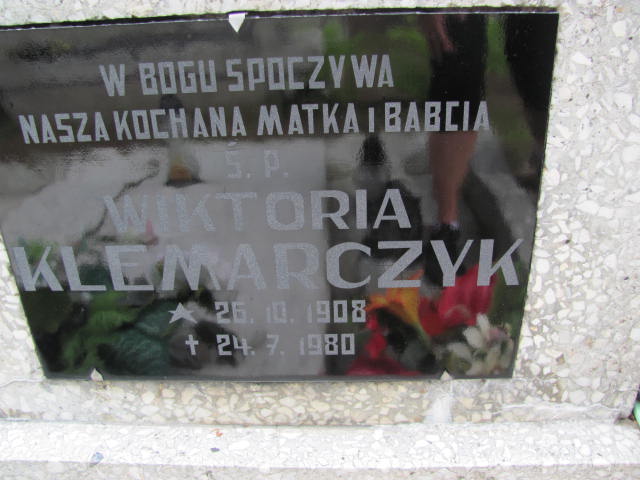 W BOGU SPOCZYWA
NASZA KOCHANA MATKA i BABCIA
Ś. P.
WIKTORIA
KLEMARCZYK
★ 26. 10. 1908
✝ 24. 7. 1980